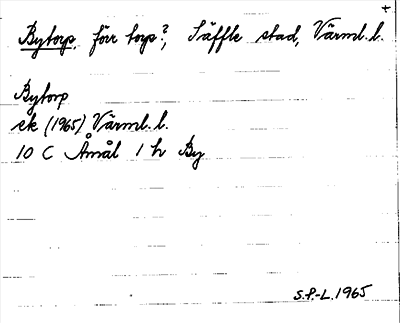 +
Bytorp, förr torp?, Säffle stad, Värml. l.
Bytorp
ek (1965) Värml. l.
10 C Åmål 1 h By
S.P.-L. 1965